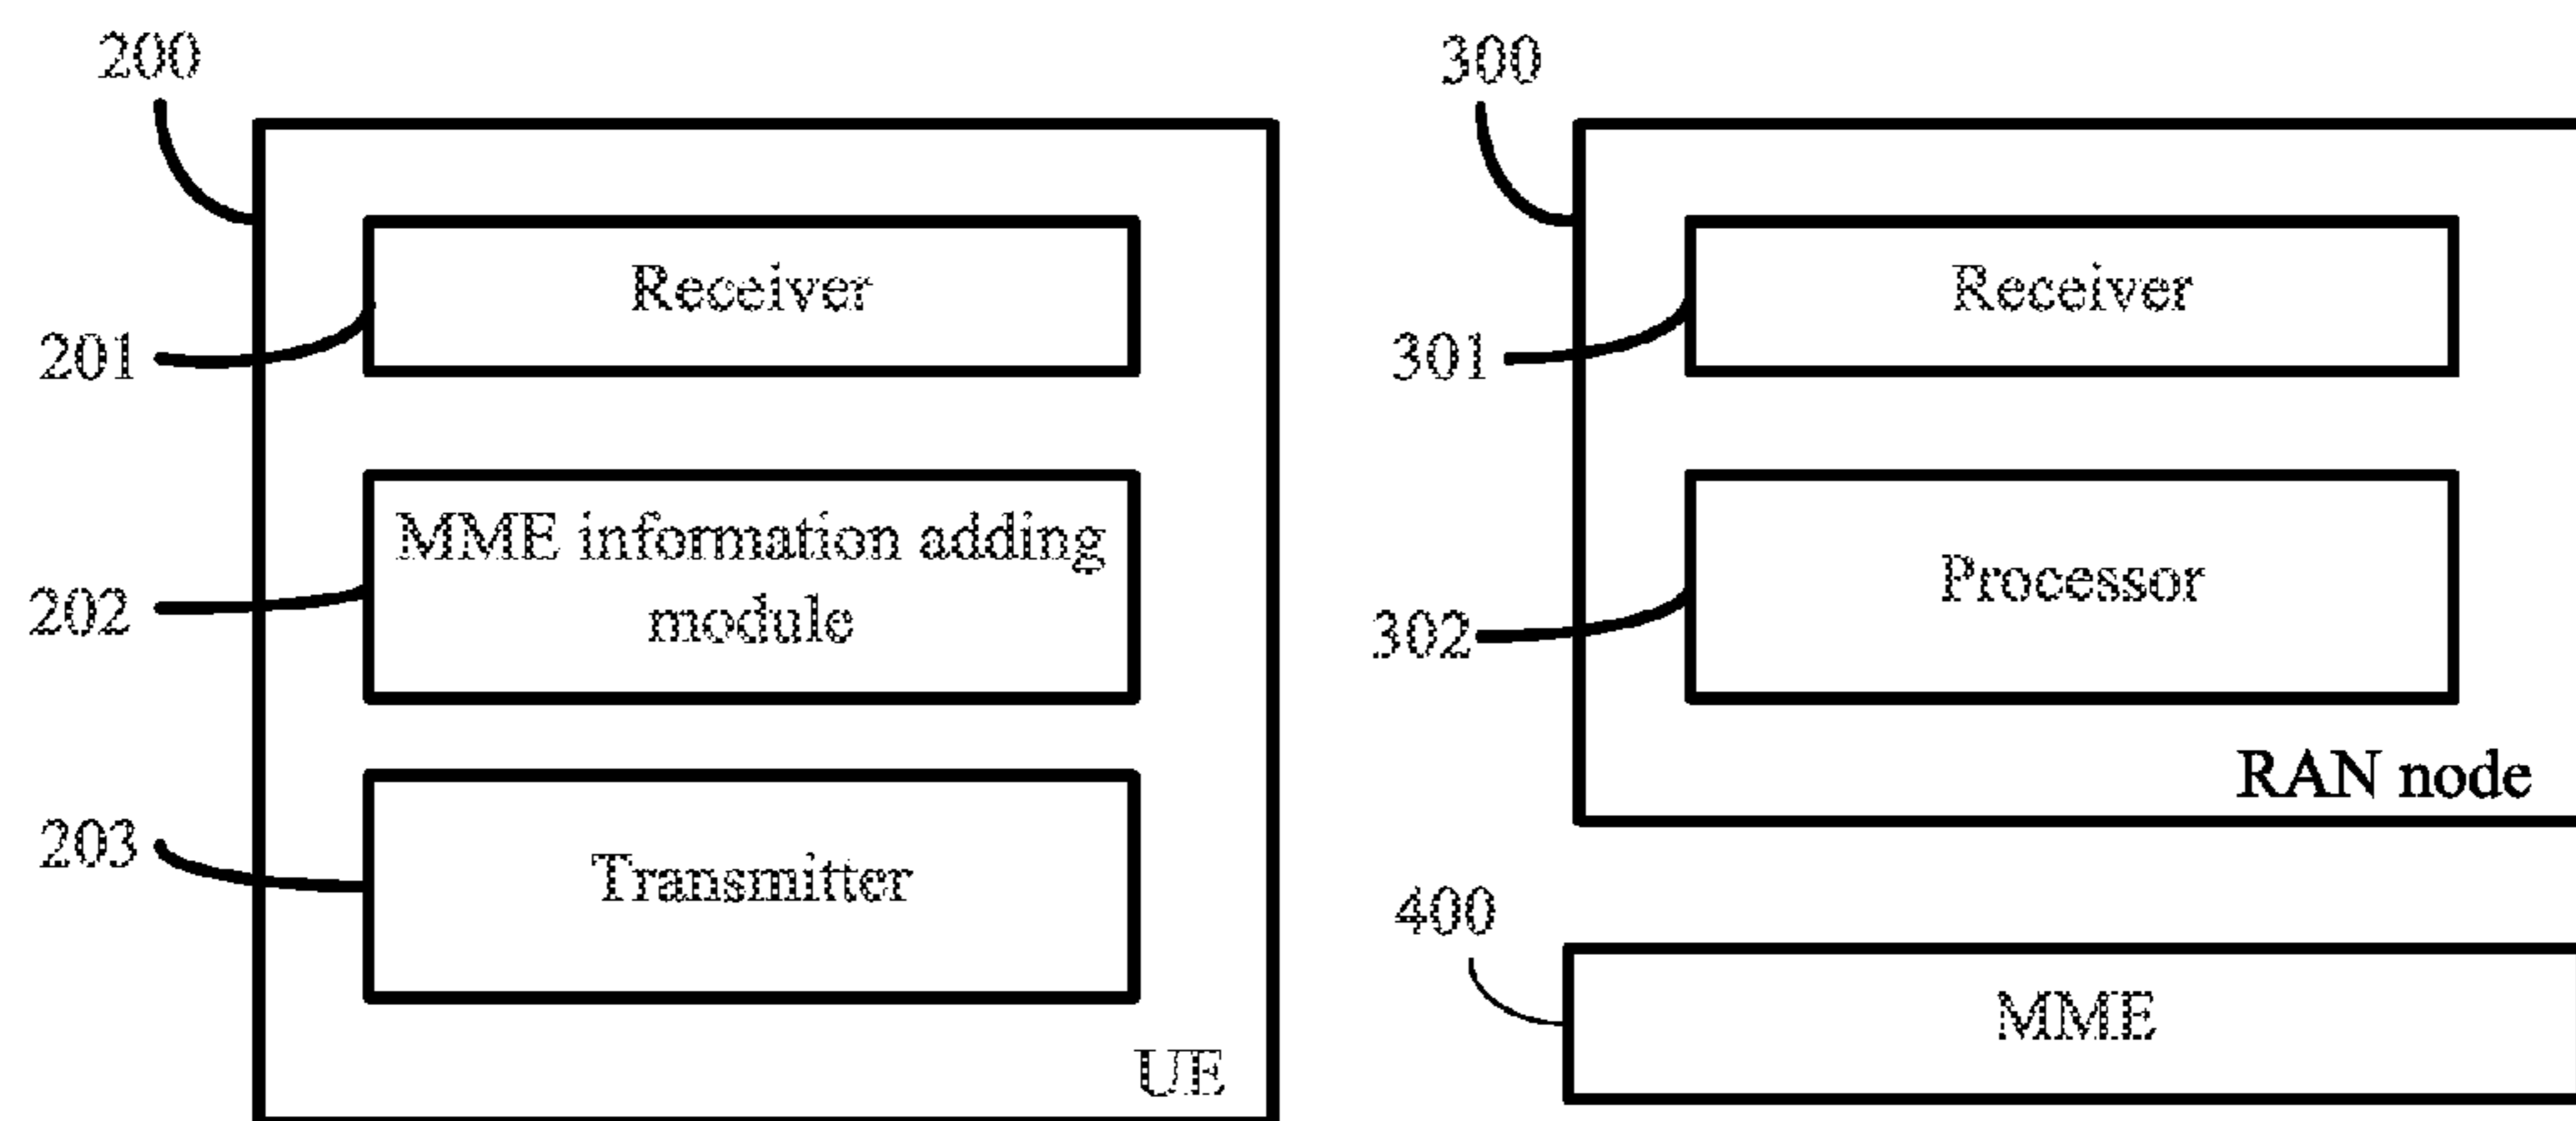 200
Receiver
201
MME information adding
module
202
Transmitter
203
UE
300
Receiver
301
Processor
302
RAN node
400
MME